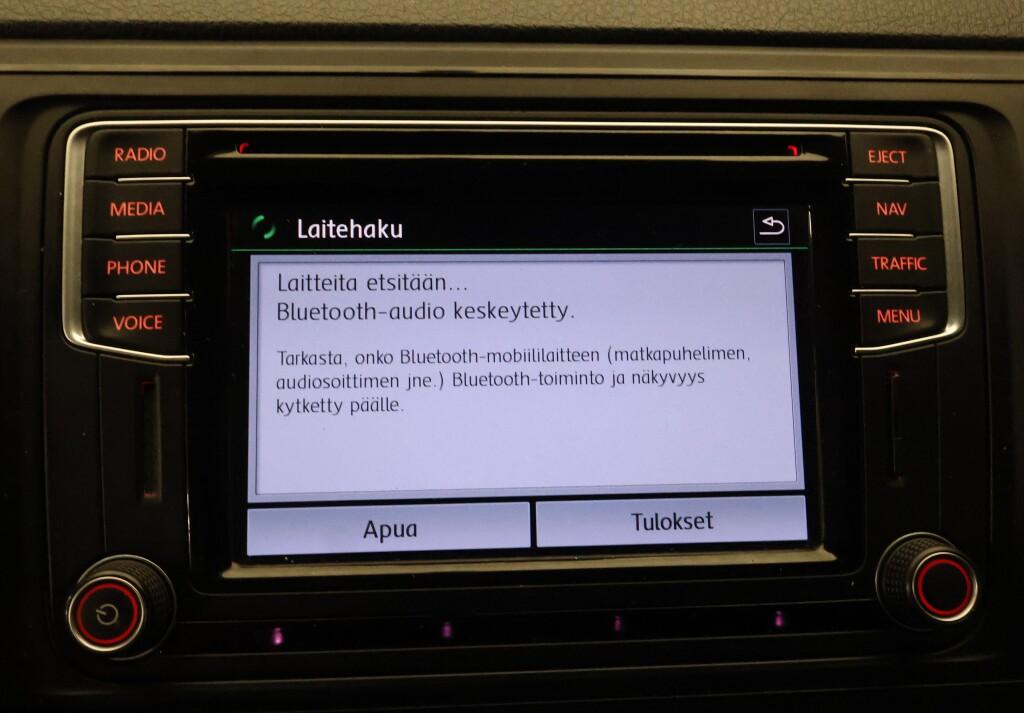 RADIO
MEDIA
PHONE
VOICE
EJECT
NAV
TRAFFIC
MENU
Laitehaku
Laitteita etsitään...
Bluetooth-audio keskeytetty.
Tarkasta, onko Bluetooth-mobiililaitteen (matkapuhelimen,
audiosoittimen jne.) Bluetooth-toiminto ja näkyvyys
kytketty päälle.
Apua
Tulokset